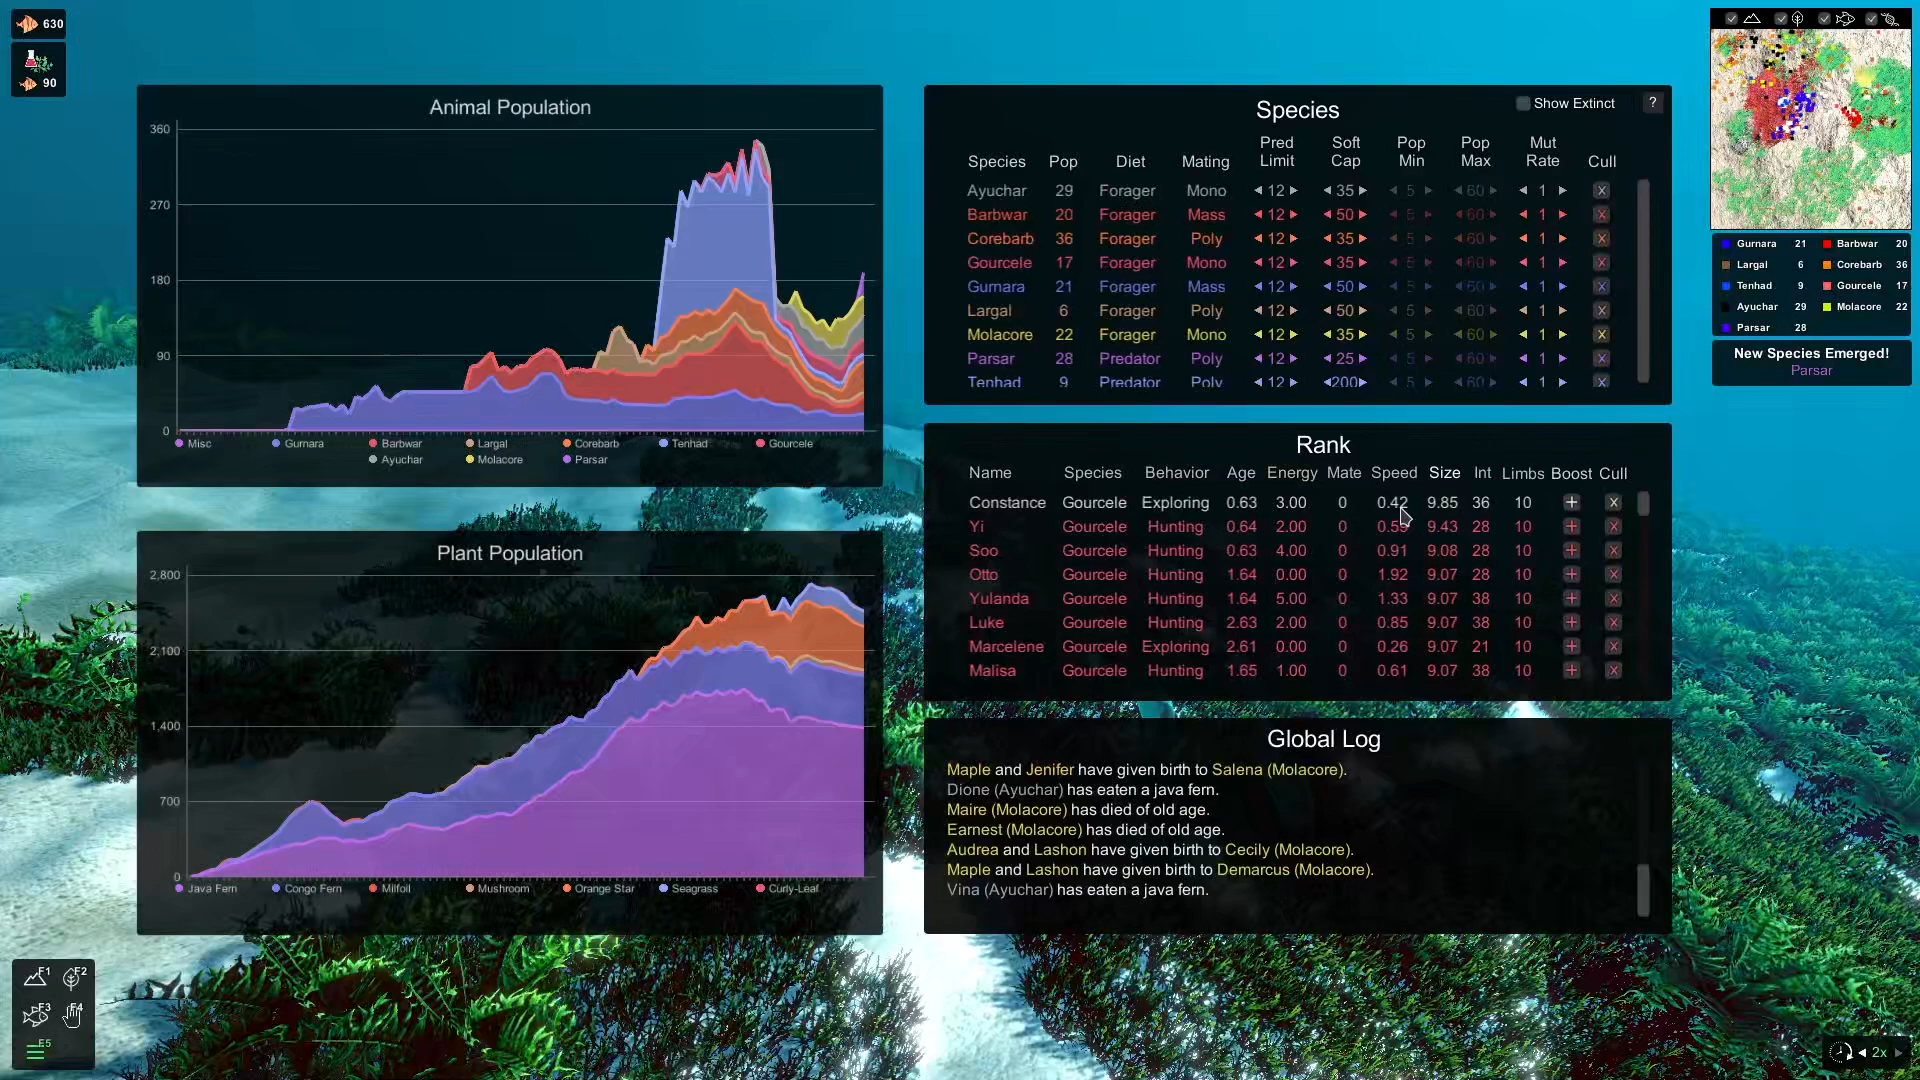 630
90
Animal Population
360
270
180
90
0
Misc Gurnara Barbwar Largal Corebarb Tenhad Gourcele
Ayuchar Molacore Parsar
Plant Population
2,800
2,100
1,400
700
0
Java Fern Congo Fern Milfoil Mushroom Orange Star Seagrass Curly-Leaf
Species
Show Extinct ?
Species Pop Diet Mating Pred Limit Soft Cap Pop Min Pop Max Mut Rate Cull
Ayuchar 29 Forager Mono 12 35 5 60 1 X
Barbwar 20 Forager Mass 12 50 5 60 1 X
Corebarb 36 Forager Poly 12 35 5 60 1 X
Gourcele 17 Forager Mono 12 35 5 60 1 X
Gurnara 21 Forager Mass 12 50 5 60 1 X
Largal 6 Forager Poly 12 50 5 60 1 X
Molacore 22 Forager Mono 12 35 5 60 1 X
Parsar 28 Predator Poly 12 25 5 60 1 X
Tenhad 9 Predator Poly 12 200 5 60 1 X
Rank
Name Species Behavior Age Energy Mate Speed Size Int Limbs Boost Cull
Constance Gourcele Exploring 0.63 3.00 0 0.42 9.85 36 10 + X
Yi Gourcele Hunting 0.64 2.00 0 9.43 28 10 + X
Soo Gourcele Hunting 0.63 4.00 0 0.91 9.08 28 10 + X
Otto Gourcele Hunting 1.64 0.00 0 1.92 9.07 28 10 + X
Yulanda Gourcele Hunting 1.64 5.00 0 1.33 9.07 38 10 + X
Luke Gourcele Hunting 2.63 2.00 0 0.85 9.07 38 10 + X
Marcelene Gourcele Exploring 2.61 0.00 0 0.26 9.07 21 10 + X
Malisa Gourcele Hunting 1.65 1.00 0 0.61 9.07 38 10 + X
Global Log
Maple and Jenifer have given birth to Salena (Molacore).
Dione (Ayuchar) has eaten a java fern.
Maire (Molacore) has died of old age.
Earnest (Molacore) has died of old age.
Audrea and Lashon have given birth to Cecily (Molacore).
Maple and Lashon have given birth to Demarcus (Molacore).
Vina (Ayuchar) has eaten a java fern.
Gurnara 21 Barbwar 20
Largal 6 Corebarb 36
Tenhad 9 Gourcele 17
Ayuchar 29 Molacore 22
Parsar 28
New Species Emerged!
Parsar
F1 F2
F3 F4
F5
2x